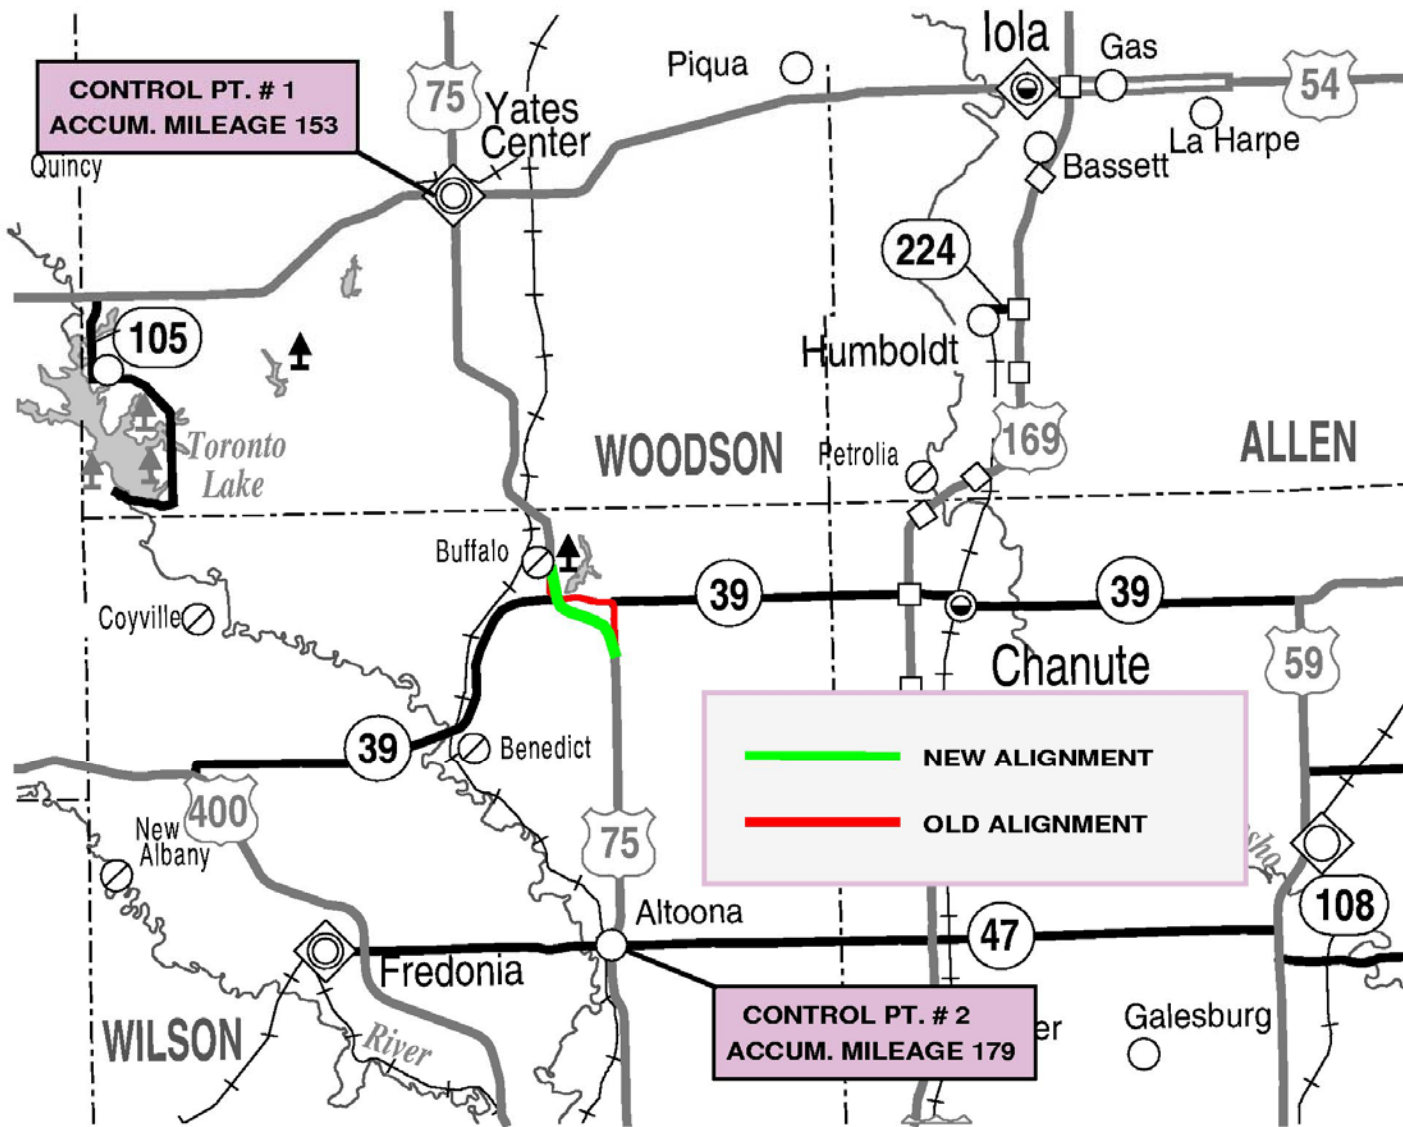 CONTROL PT. # 1
ACCUM. MILEAGE 153
Quincy
75
Yates
Center
Piqua
Iola
Gas
54
La Harpe
Bassett
224
Humboldt
105
Toronto
Lake
WOODSON
169
ALLEN
Petrolia
Buffalo
39
39
Coyville
Chanute
59
39
Benedict
NEW ALIGNMENT
OLD ALIGNMENT
400
New
Albany
75
sho
108
Altoona
47
Fredonia
CONTROL PT. # 2
ACCUM. MILEAGE 179
er
Galesburg
WILSON
River